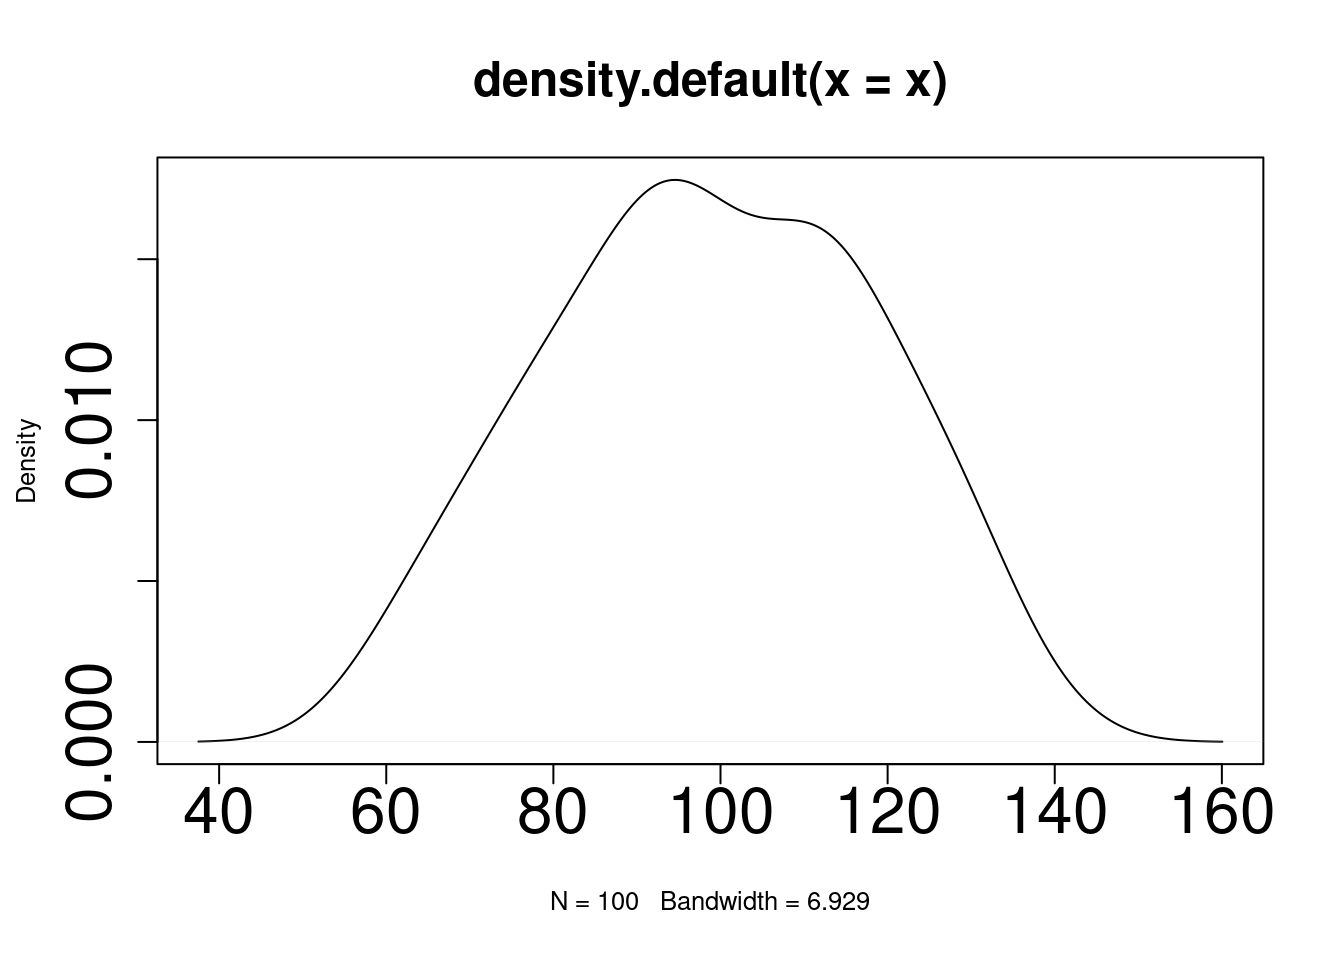 density.default(x = x)
Density
0.010
0.000
40 60 80 100 120 140 160
N = 100 Bandwidth = 6.929